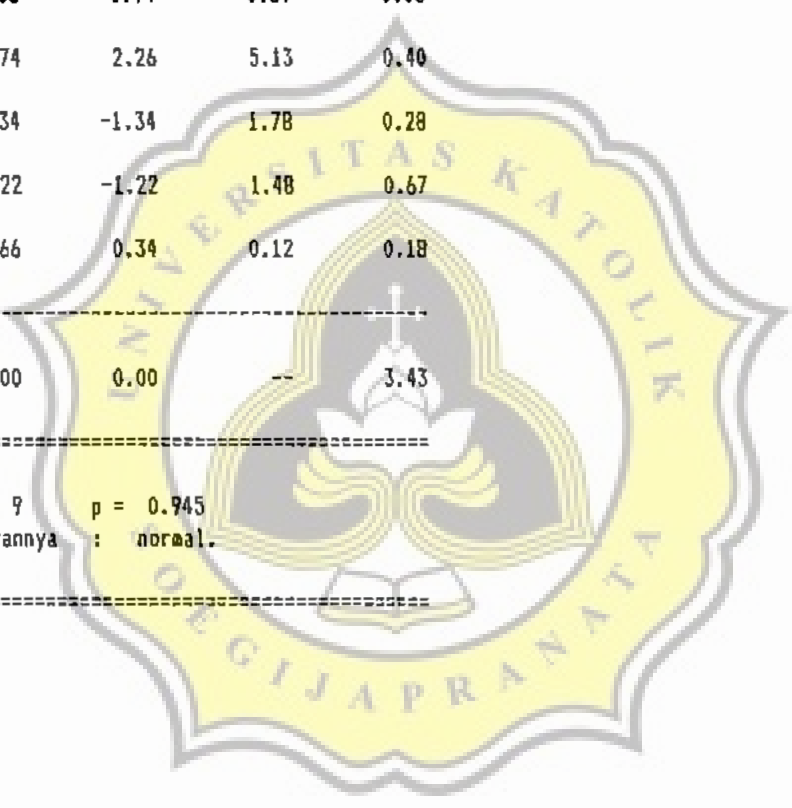 74 2.26 5.13 0.40
34 -1.34 1.78 0.28
22 -1.22 1.48 0.67
66 0.34 0.12 0.18
------------------------------------
00 0.00 -- 3.43
====================================
9 p = 0.945
annya : normal.
====================================
UNIVERSITAS KATOLIK
SOEGIJAPRANATA